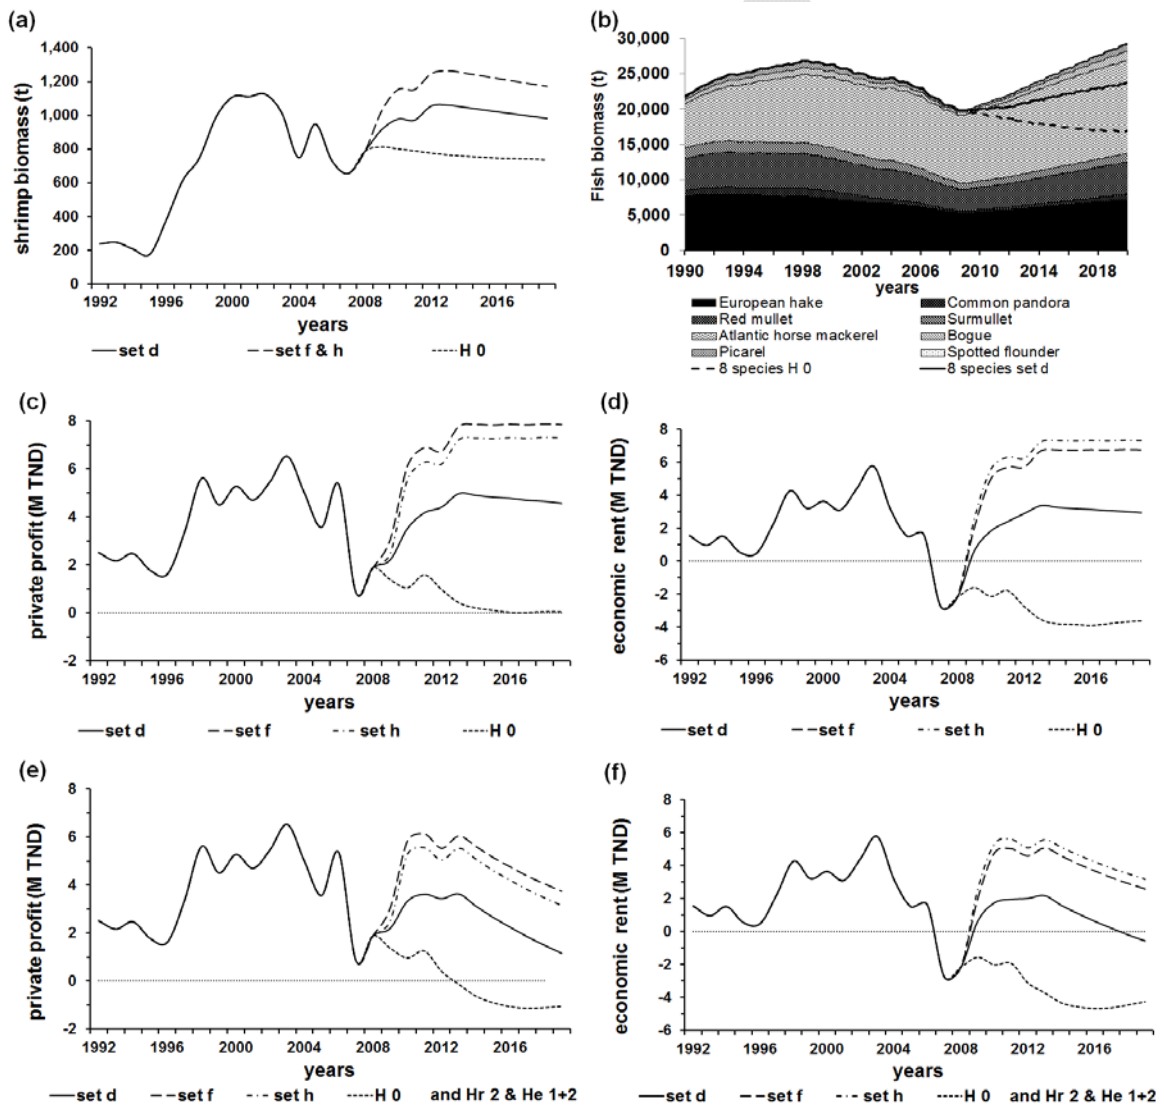 (a)
1,400
1,200
1,000
800
600
400
200
0
shrimp biomass (t)
1992 1996 2000 2004 2008 2012 2016
years
set d set f & h H 0
(b)
30,000
25,000
20,000
15,000
10,000
5,000
0
Fish biomass (t)
1990 1994 1998 2002 2006 2010 2014 2018
years
European hake Common pandora
Red mullet Surmullet
Atlantic horse mackerel Bogue
Picarel Spotted flounder
8 species H 0 8 species set d
(c)
8
6
4
2
0
-2
private profit (M TND)
1992 1996 2000 2004 2008 2012 2016
years
set d set f set h H 0
(d)
8
6
4
2
0
-2
-4
-6
economic rent (M TND)
1992 1996 2000 2004 2008 2012 2016
years
set d set f set h H 0
(e)
8
6
4
2
0
-2
private profit (M TND)
1992 1996 2000 2004 2008 2012 2016
years
set d set f set h H 0 and Hr 2 & He 1+2
(f)
8
6
4
2
0
-2
-4
-6
economic rent (M TND)
1992 1996 2000 2004 2008 2012 2016
years
set d set f set h H 0 and Hr 2 & He 1+2